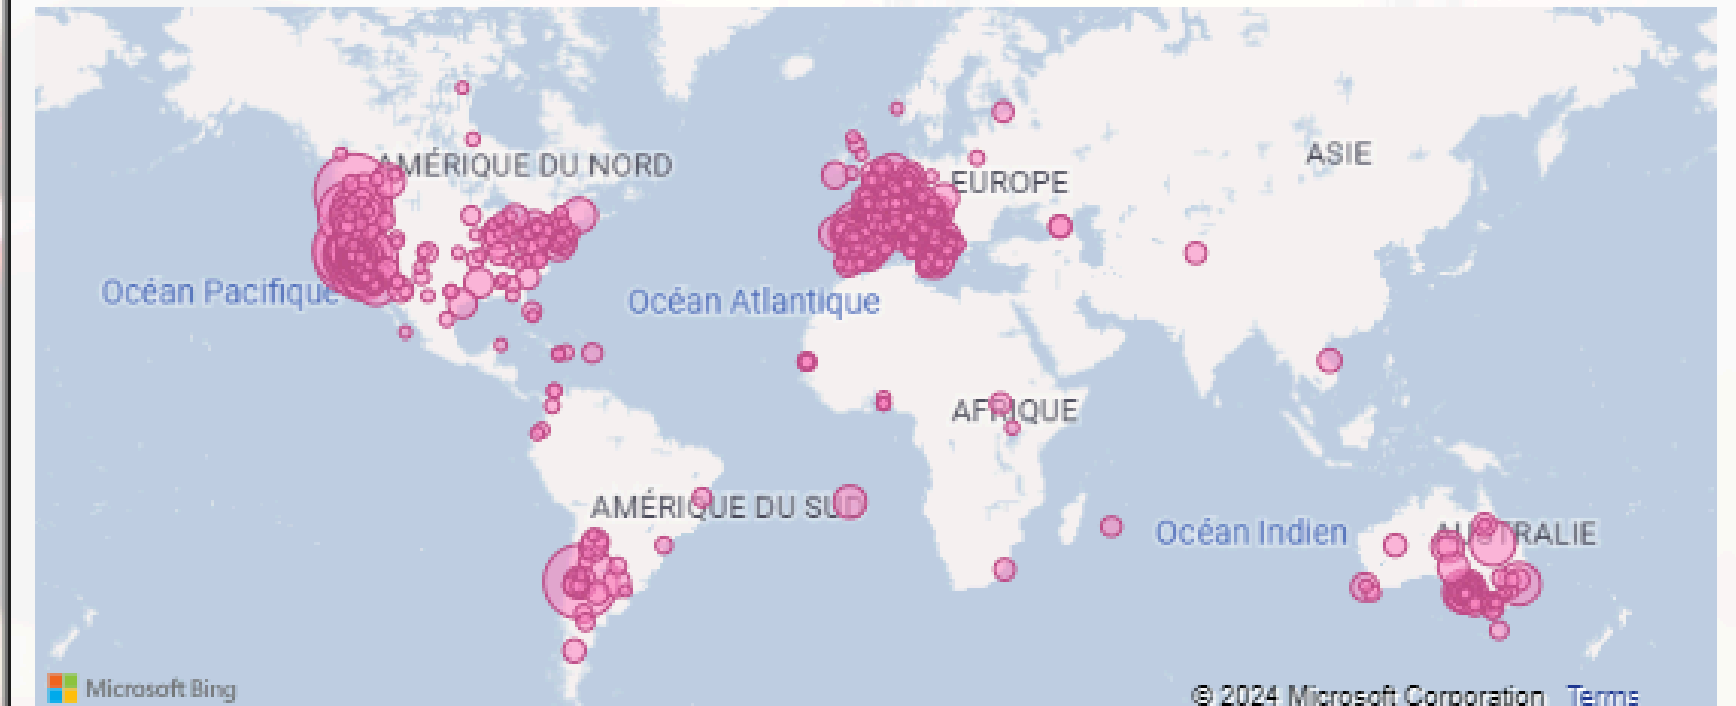 AMÉRIQUE DU NORD
ASIE
EUROPE
Océan Pacifique
Océan Atlantique
AFRIQUE
AMÉRIQUE DU SUD
Océan Indien
AUSTRALIE
Microsoft Bing
© 2024 Microsoft Corporation Terms